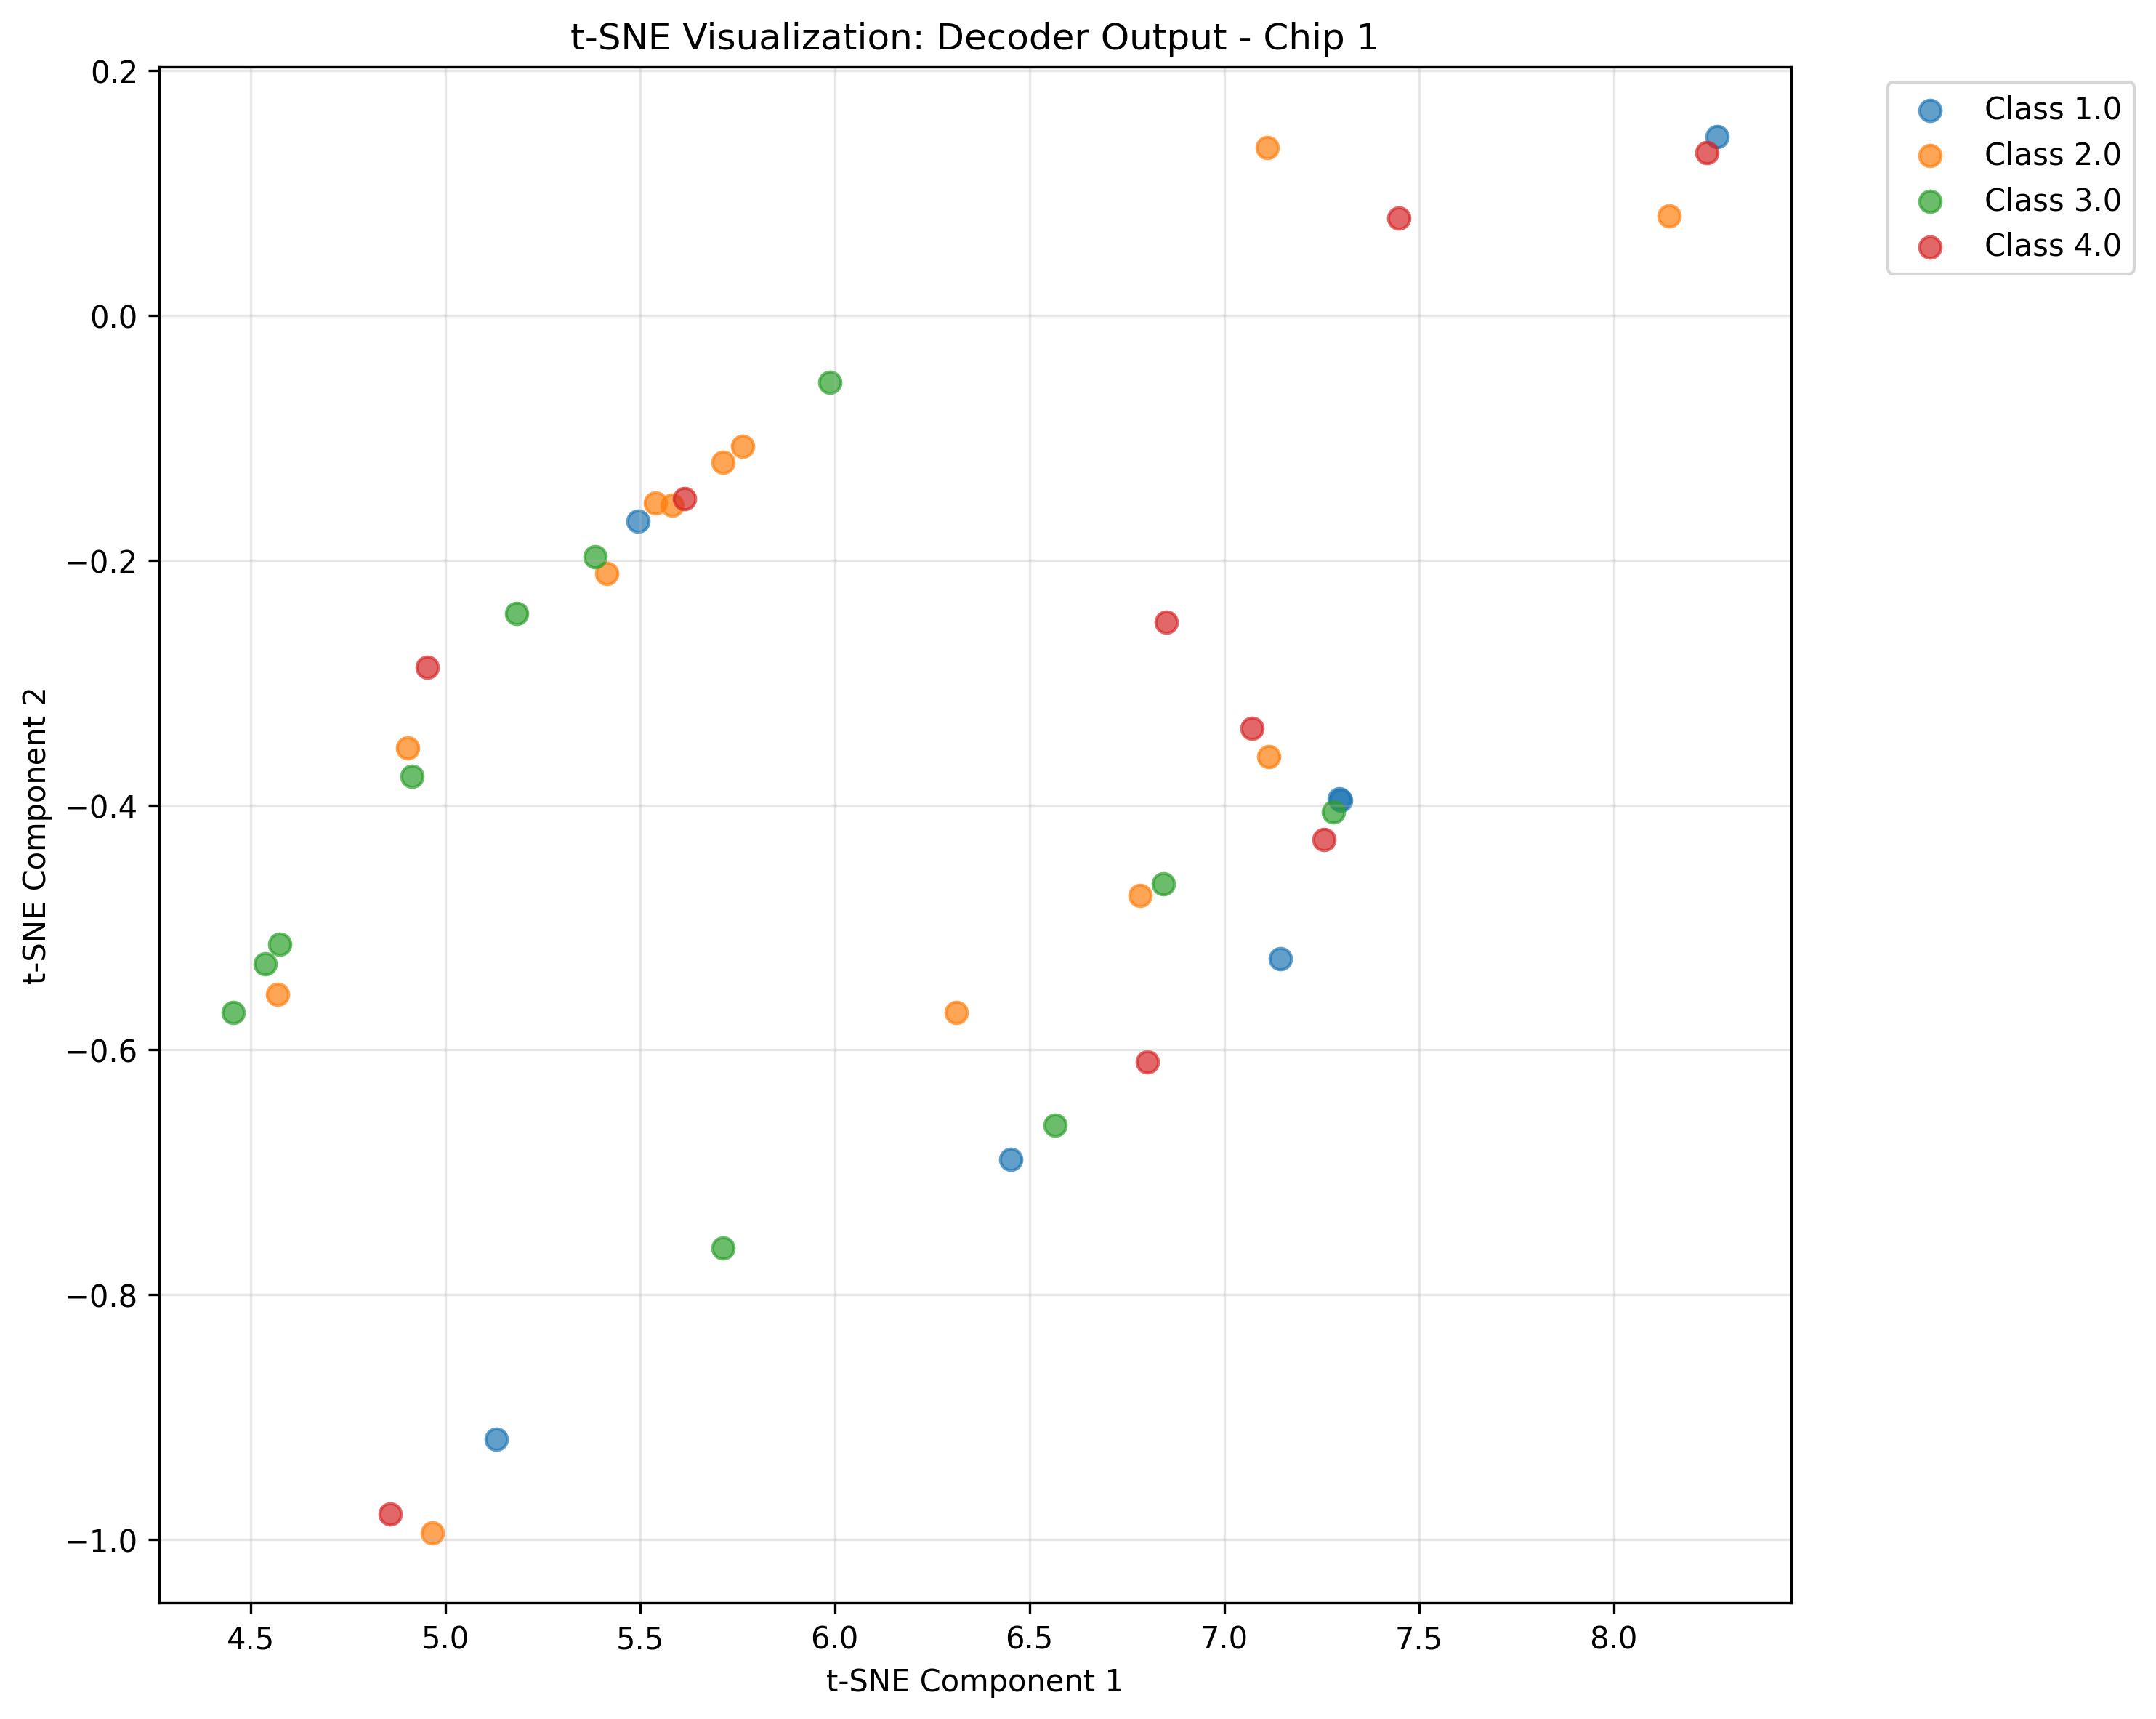 t-SNE Visualization: Decoder Output - Chip 1
Class 1.0
Class 2.0
Class 3.0
Class 4.0
t-SNE Component 2
0.2
0.0
−0.2
−0.4
−0.6
−0.8
−1.0
4.5
5.0
5.5
6.0
6.5
7.0
7.5
8.0
t-SNE Component 1